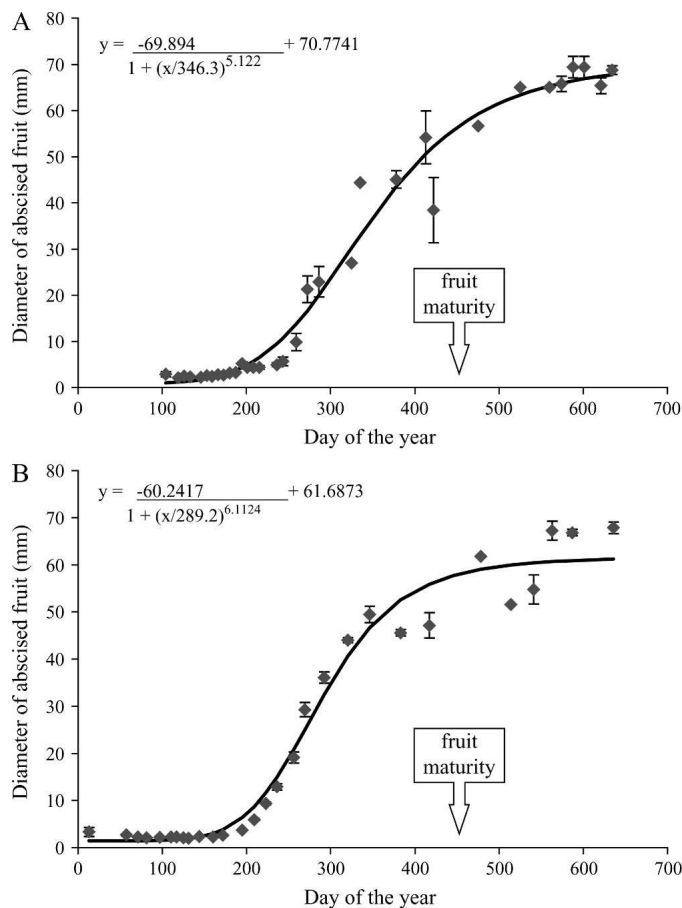 A
80
y = -69.894 + 70.7741
1 + (x/346.3)^5.122
70
60
50
40
30
20
10
0
Diameter of abscised fruit (mm)
fruit
maturity
0 100 200 300 400 500 600 700
Day of the year
B
80
y = -60.2417 + 61.6873
1 + (x/289.2)^6.1124
70
60
50
40
30
20
10
0
Diameter of abscised fruit (mm)
fruit
maturity
0 100 200 300 400 500 600 700
Day of the year